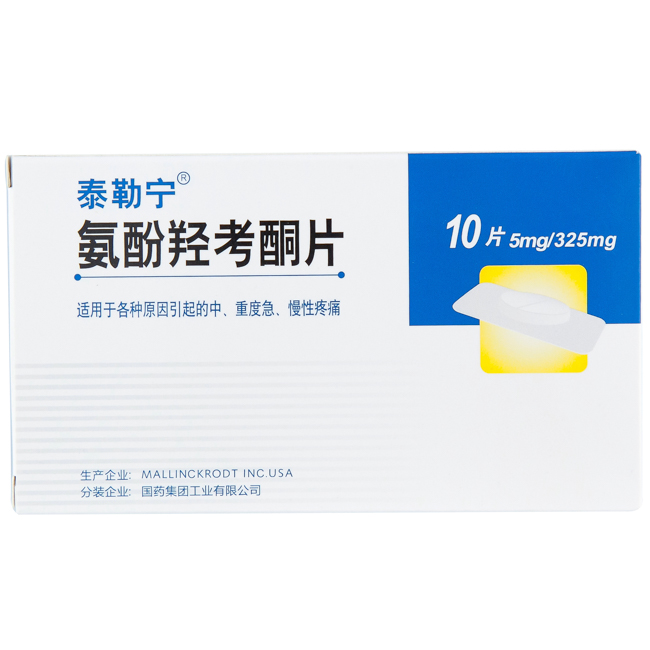 泰勒宁®
氨酚羟考酮片
适用于各种原因引起的中、重度急、慢性疼痛
10片 5mg/325mg
生产企业: MALLINCKRODT INC.USA
分装企业: 国药集团工业有限公司